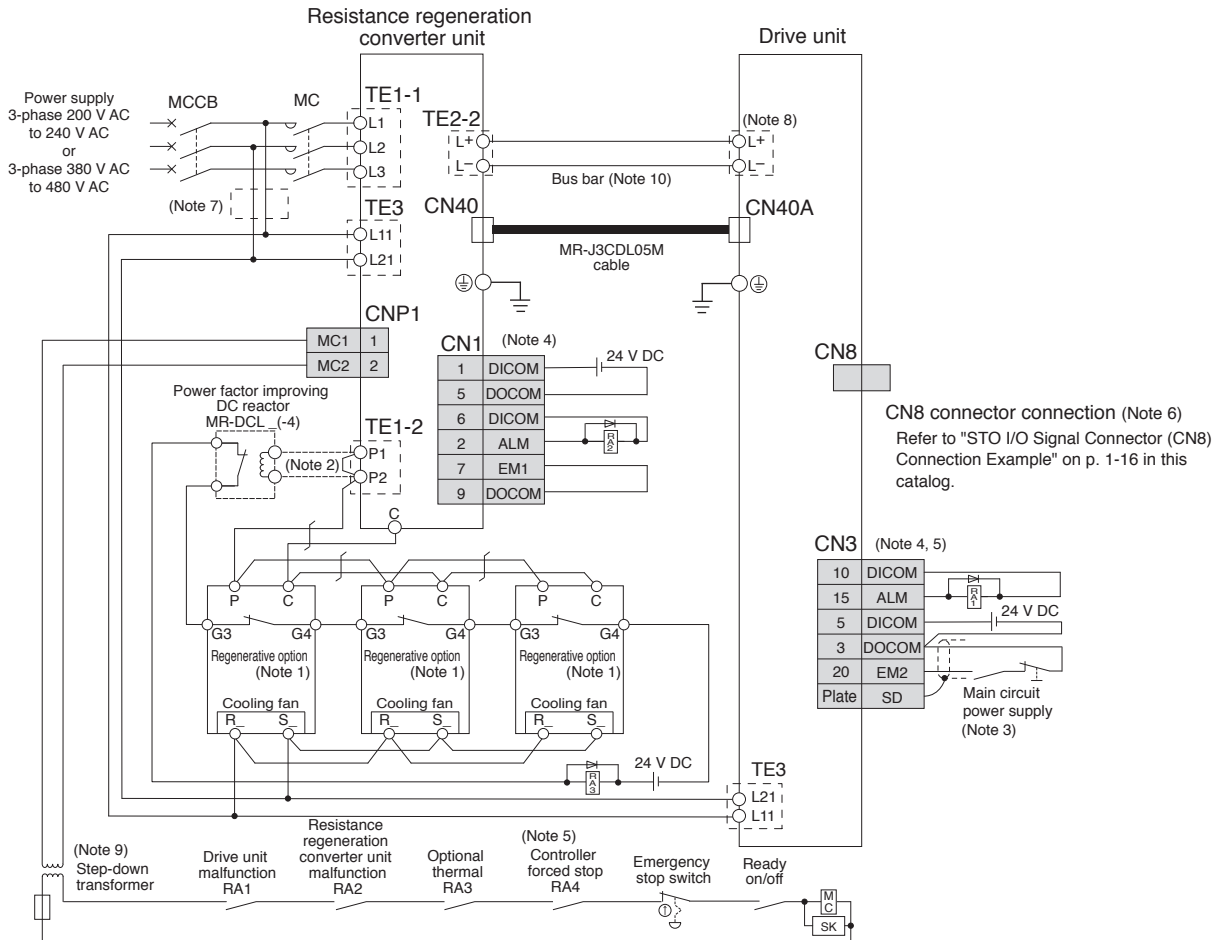 Resistance regeneration
converter unit
Drive unit
Power supply
3-phase 200 V AC
to 240 V AC
or
3-phase 380 V AC
to 480 V AC
MCCB
MC
TE1-1
L1
L2
L3
TE2-2
L+
L−
(Note 8)
L+
L−
Bus bar (Note 10)
(Note 7)
TE3
L11
L21
CN40
CN40A
MR-J3CDL05M
cable
CNP1
MC1 1
MC2 2
CN1 (Note 4)
1 DICOM
5 DOCOM
6 DICOM
2 ALM
7 EM1
9 DOCOM
24 V DC
RA2
CN8
CN8 connector connection (Note 6)
Refer to "STO I/O Signal Connector (CN8)
Connection Example" on p. 1-16 in this
catalog.
Power factor improving
DC reactor
MR-DCL_(-4)
(Note 2)
TE1-2
P1
P2
C
CN3 (Note 4, 5)
10 DICOM
15 ALM
5 DICOM
3 DOCOM
20 EM2
Plate SD
RA1
24 V DC
Main circuit
power supply
(Note 3)
P C P C P C
G3 G4 G3 G4 G3 G4
Regenerative option
(Note 1)
Regenerative option
(Note 1)
Regenerative option
(Note 1)
Cooling fan
R_ S_
Cooling fan
R_ S_
Cooling fan
R_ S_
RA3
24 V DC
TE3
L21
L11
(Note 9)
Step-down
transformer
Drive unit
malfunction
RA1
Resistance
regeneration
converter unit
malfunction
RA2
Optional
thermal
RA3
(Note 5)
Controller
forced stop
RA4
Emergency
stop switch
Ready
on/off
MC
SK